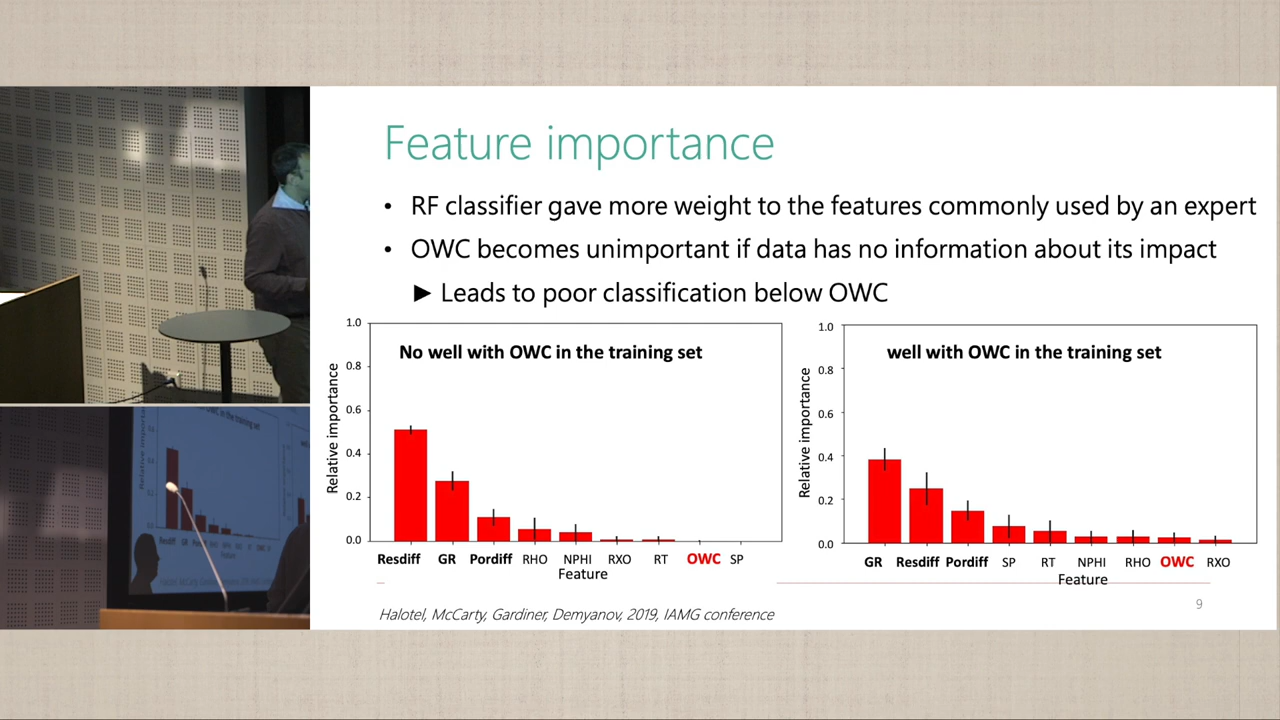 Feature importance
• RF classifier gave more weight to the features commonly used by an expert
• OWC becomes unimportant if data has no information about its impact
► Leads to poor classification below OWC
No well with OWC in the training set
Relative importance
1.0
0.8
0.6
0.4
0.2
0.0
Resdiff GR Pordiff RHO NPHI RXO RT OWC SP
Feature
well with OWC in the training set
Relative importance
1.0
0.8
0.6
0.4
0.2
0.0
GR Resdiff Pordiff SP RT NPHI RHO OWC RXO
Feature
Halotel, McCarty, Gardiner, Demyanov, 2019, IAMG conference
9